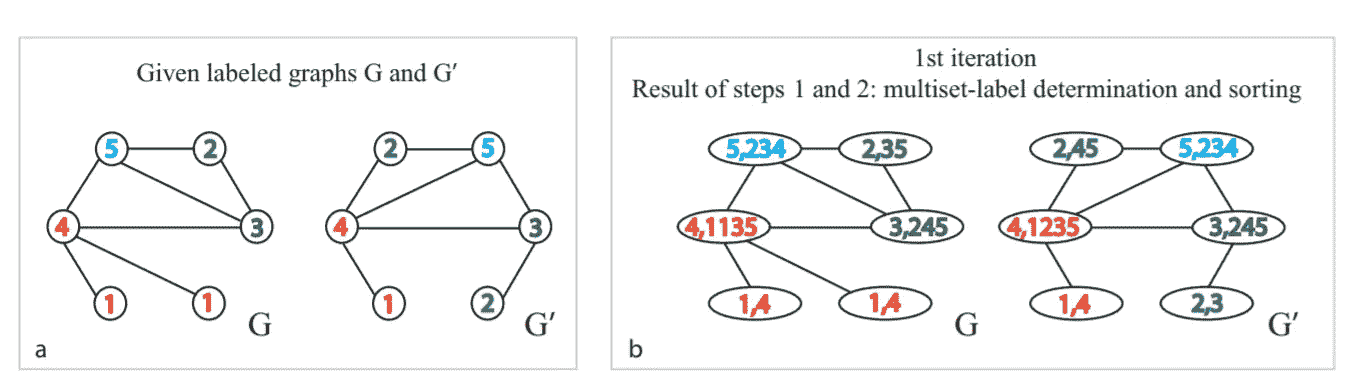 Given labeled graphs G and G′
5 2
2 5
4 3
4 3
1 1
1 2
G
G′
a
1st iteration
Result of steps 1 and 2: multiset-label determination and sorting
5,234 2,35
2,45 5,234
4,1135 3,245
4,1235 3,245
1,4 1,4
1,4 2,3
G
G′
b